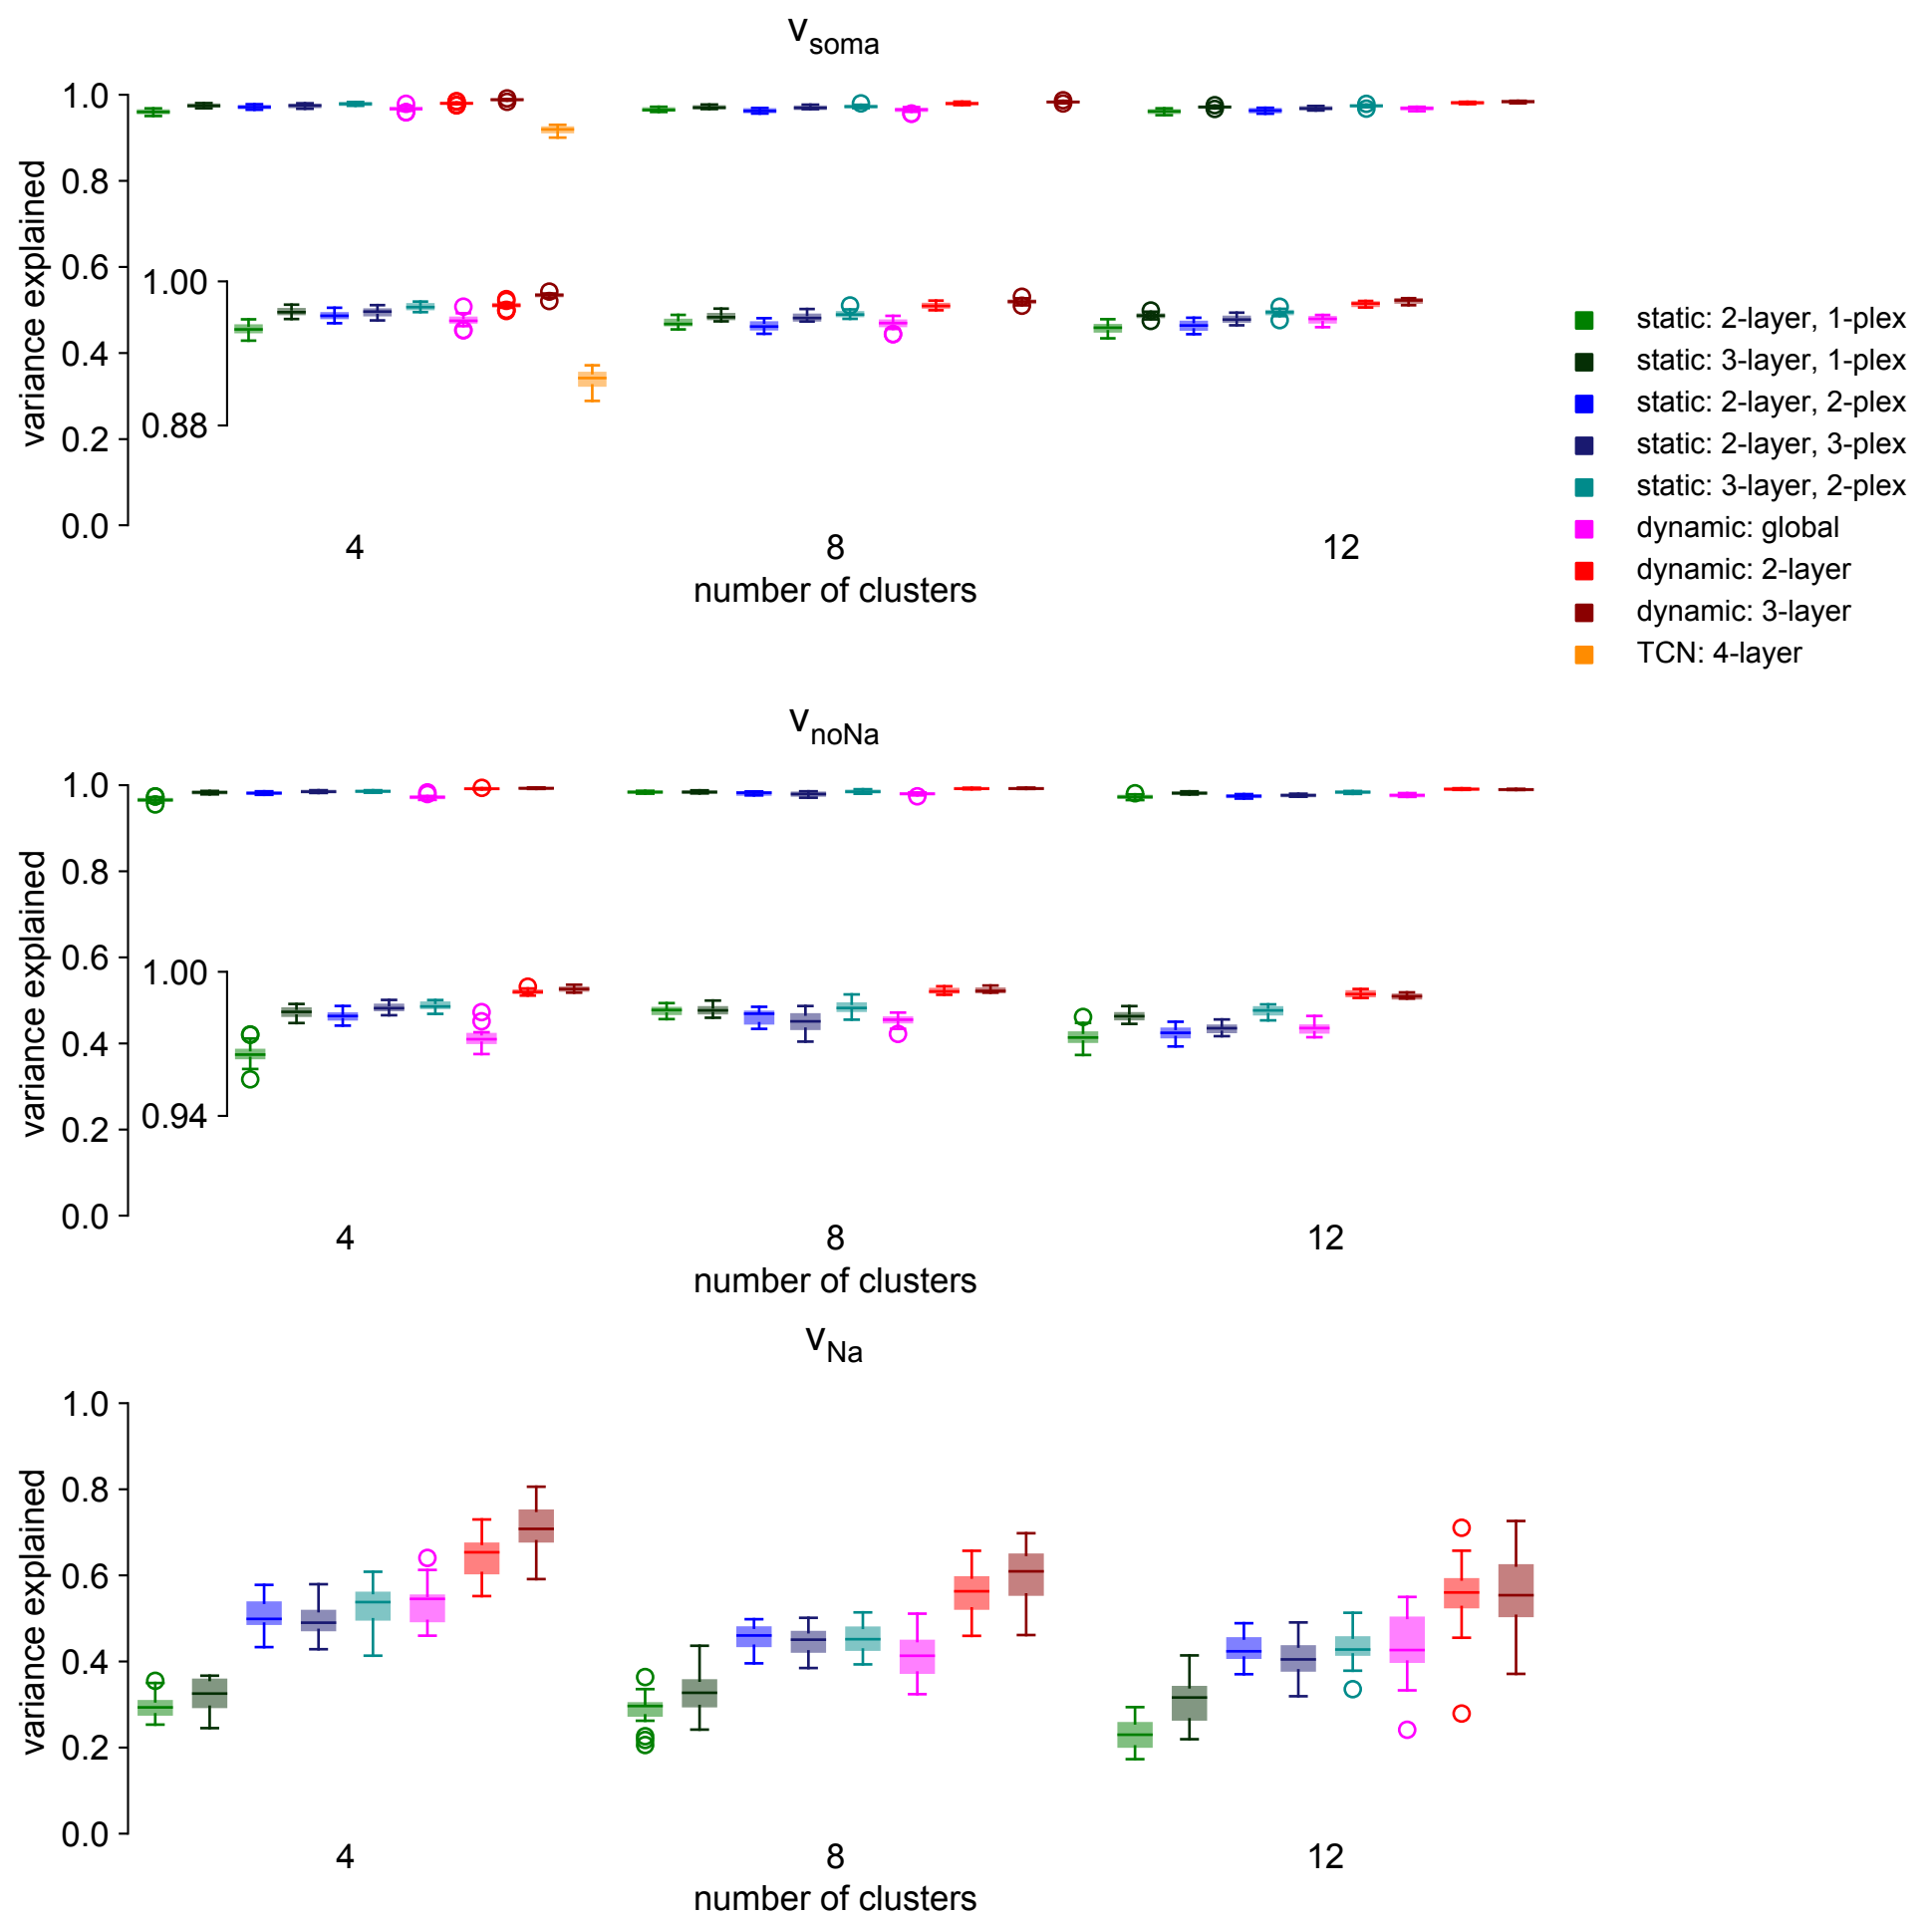 v_soma
variance explained
1.0
0.8
0.6
0.4
0.2
0.0
1.00
0.88
4 8 12
number of clusters
static: 2-layer, 1-plex
static: 3-layer, 1-plex
static: 2-layer, 2-plex
static: 2-layer, 3-plex
static: 3-layer, 2-plex
dynamic: global
dynamic: 2-layer
dynamic: 3-layer
TCN: 4-layer
v_noNa
variance explained
1.0
0.8
0.6
0.4
0.2
0.0
1.00
0.94
4 8 12
number of clusters
v_Na
variance explained
1.0
0.8
0.6
0.4
0.2
0.0
4 8 12
number of clusters